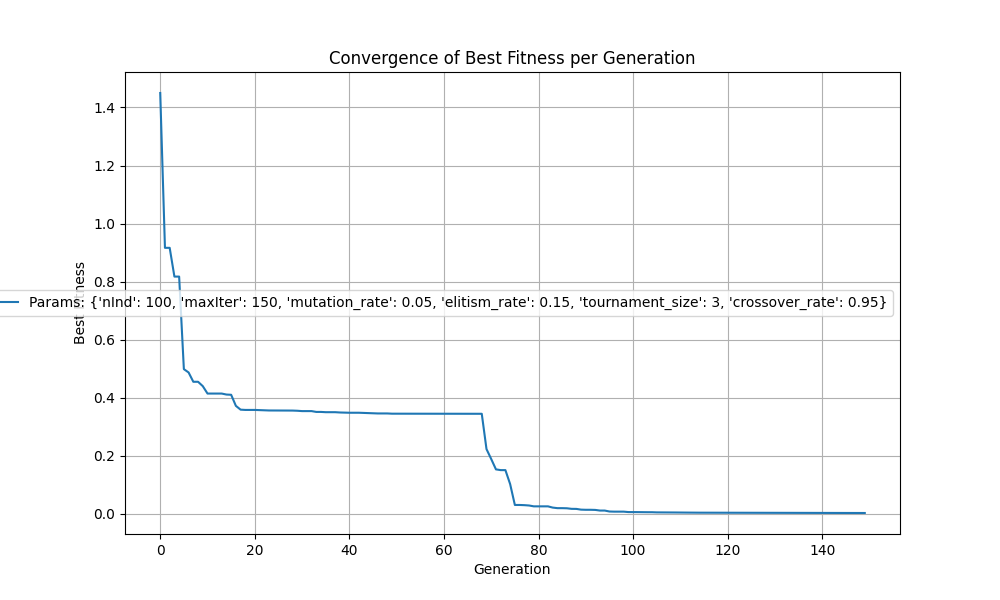 Convergence of Best Fitness per Generation
1.4
1.2
1.0
0.8
0.6
0.4
0.2
0.0
Best
ness
Params: {'nInd': 100, 'maxIter': 150, 'mutation_rate': 0.05, 'elitism_rate': 0.15, 'tournament_size': 3, 'crossover_rate': 0.95}
0 20 40 60 80 100 120 140
Generation